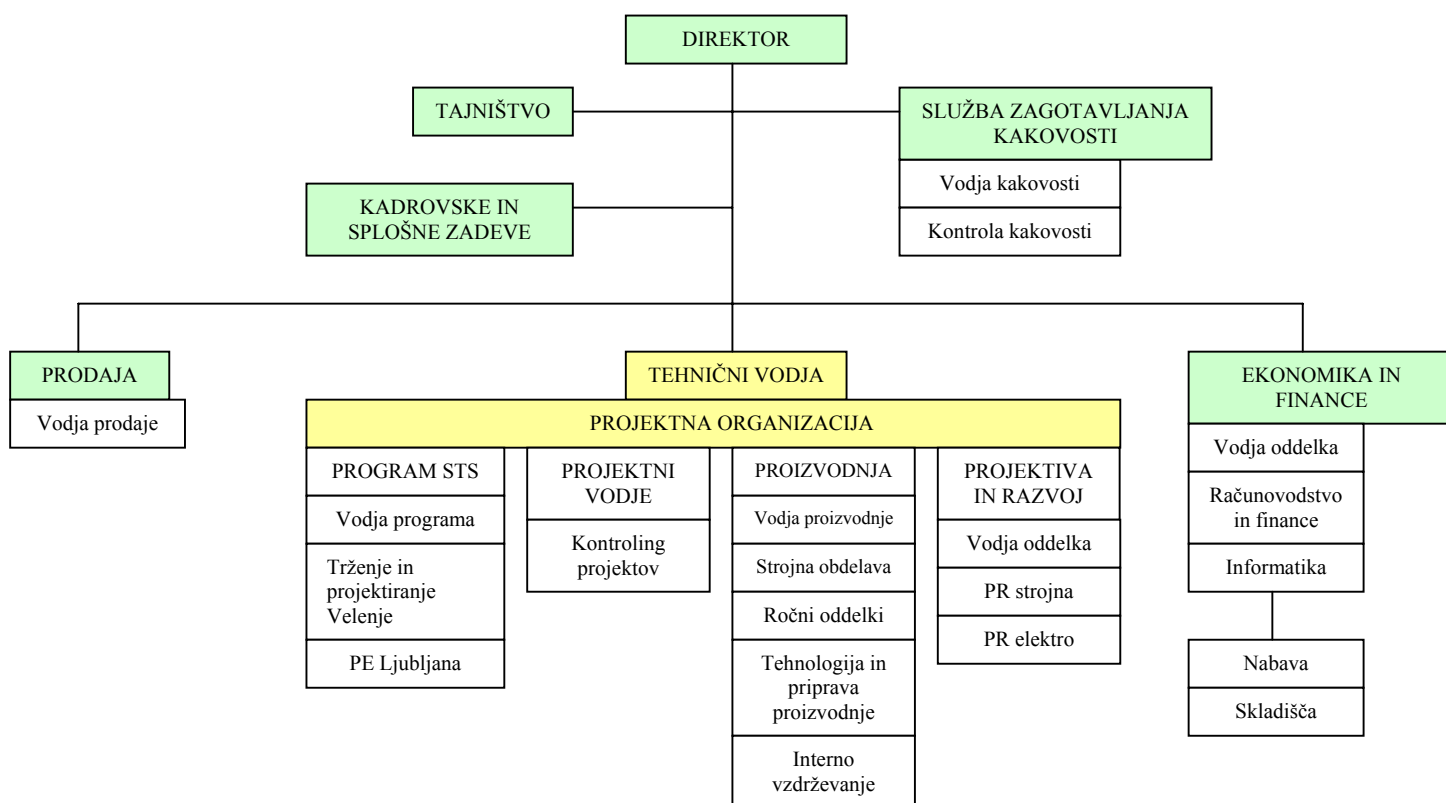 DIREKTOR
TAJNIŠTVO
SLUŽBA ZAGOTAVLJANJA
KAKOVOSTI
Vodja kakovosti
Kontrola kakovosti
KADROVSKE IN
SPLOŠNE ZADEVE
PRODAJA
Vodja prodaje
TEHNIČNI VODJA
PROJEKTNA ORGANIZACIJA
PROGRAM STS
Vodja programa
Trženje in
projektiranje
Velenje
PE Ljubljana
PROJEKTNI
VODJE
Kontroling
projektov
PROIZVODNJA
Vodja proizvodnje
Strojna obdelava
Ročni oddelki
Tehnologija in
priprava
proizvodnje
Interno
vzdrževanje
PROJEKTIVA
IN RAZVOJ
Vodja oddelka
PR strojna
PR elektro
EKONOMIKA IN
FINANCE
Vodja oddelka
Računovodstvo
in finance
Informatika
Nabava
Skladišča